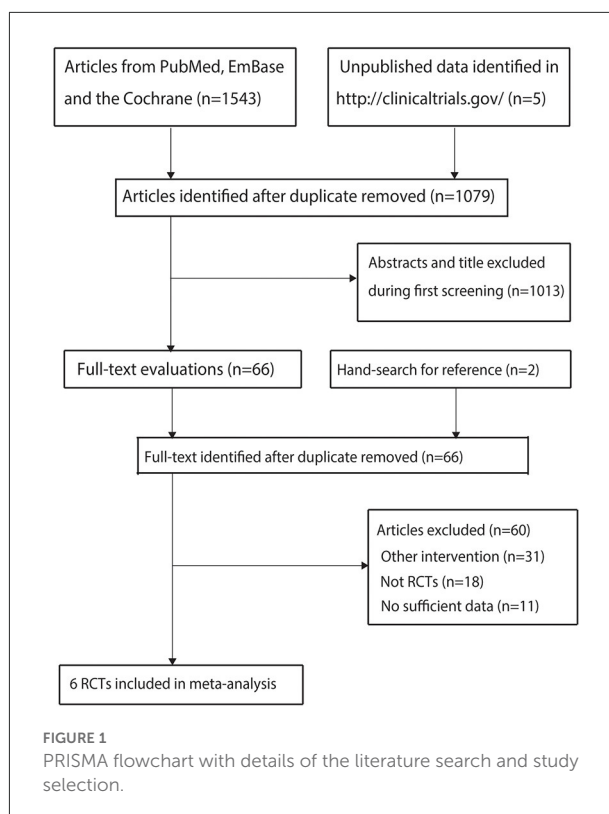 Articles from PubMed, EmBase
and the Cochrane (n=1543)
Unpublished data identified in
http://clinicaltrials.gov/ (n=5)
Articles identified after duplicate removed (n=1079)
Abstracts and title excluded
during first screening (n=1013)
Full-text evaluations (n=66)
Hand-search for reference (n=2)
Full-text identified after duplicate removed (n=66)
Articles excluded (n=60)
Other intervention (n=31)
Not RCTs (n=18)
No sufficient data (n=11)
6 RCTs included in meta-analysis
FIGURE 1
PRISMA flowchart with details of the literature search and study
selection.